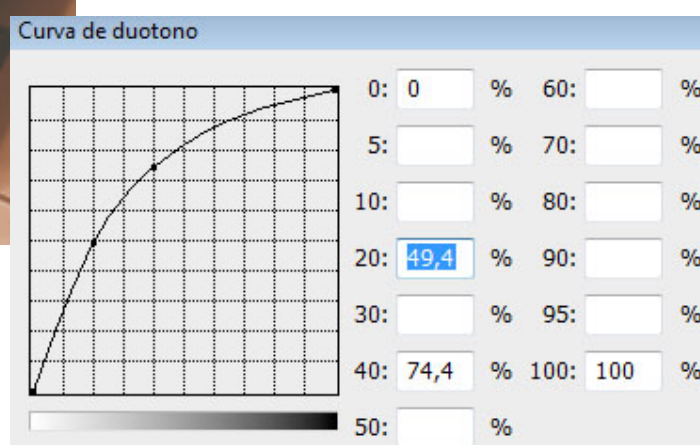 Curva de duotono
0: 0 % 60: %
5: % 70: %
10: % 80: %
20: 49,4 % 90: %
30: % 95: %
40: 74,4 % 100: 100 %
50: %